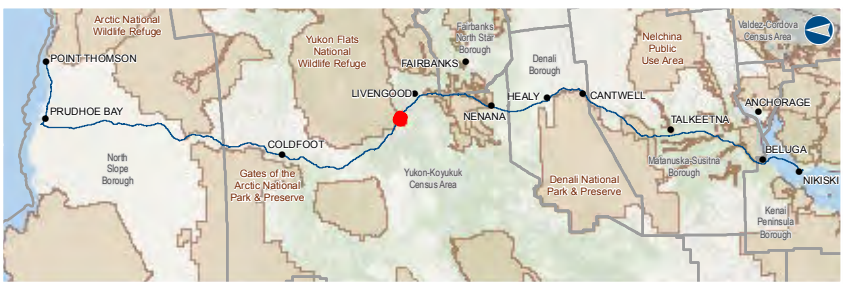 Arctic National
Wildlife Refuge
POINT THOMSON
PRUDHOE BAY
North
Slope
Borough
COLDFOOT
Gates of the
Arctic National
Park & Preserve
Yukon Flats
National
Wildlife Refuge
LIVENGOOD
Fairbanks
North Star
Borough
FAIRBANKS
NENANA
Yukon-Koyukuk
Census Area
Denali
Borough
HEALY
CANTWELL
Denali National
Park & Preserve
Nelchina
Public
Use Area
TALKEETNA
Matanuska-Susitna
Borough
Valdez-Cordova
Census Area
ANCHORAGE
BELUGA
NIKISKI
Kenai
Peninsula
Borough